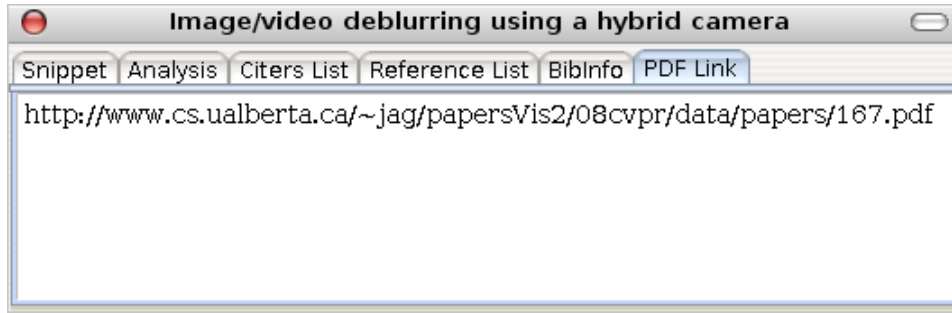 Image/video deblurring using a hybrid camera
Snippet Analysis Citers List Reference List BibInfo PDF Link
http://www.cs.ualberta.ca/~jag/papersVis2/08cvpr/data/papers/167.pdf